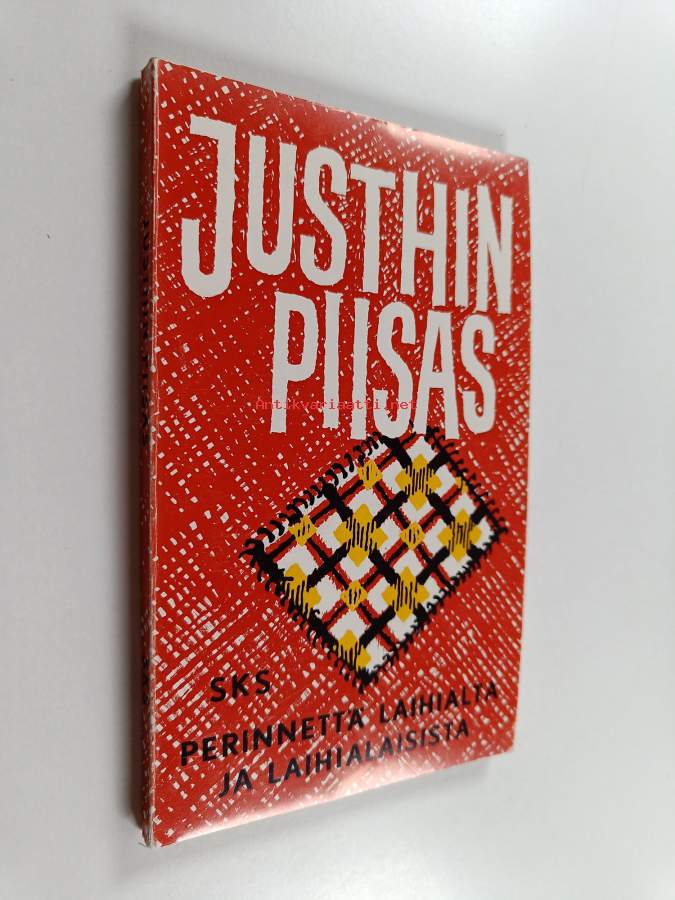 JUSTHIN
PIISAS
Antikvariaatti.net
SKS
PERINNETTÄ LAIHIALTA
JA LAIHIALAISISTA